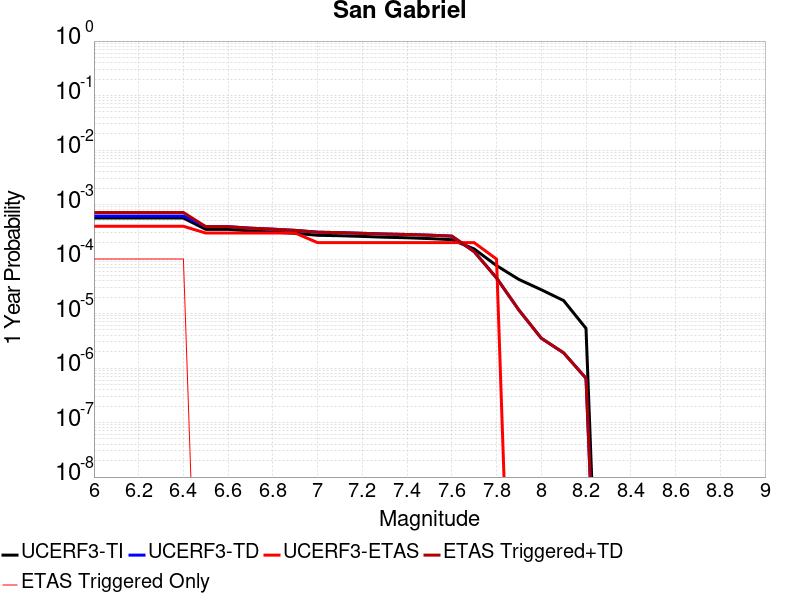 San Gabriel
1 Year Probability
10^0
10^-1
10^-2
10^-3
10^-4
10^-5
10^-6
10^-7
10^-8
6 6.2 6.4 6.6 6.8 7 7.2 7.4 7.6 7.8 8 8.2 8.4 8.6 8.8 9
Magnitude
UCERF3-TI UCERF3-TD UCERF3-ETAS ETAS Triggered+TD
ETAS Triggered Only